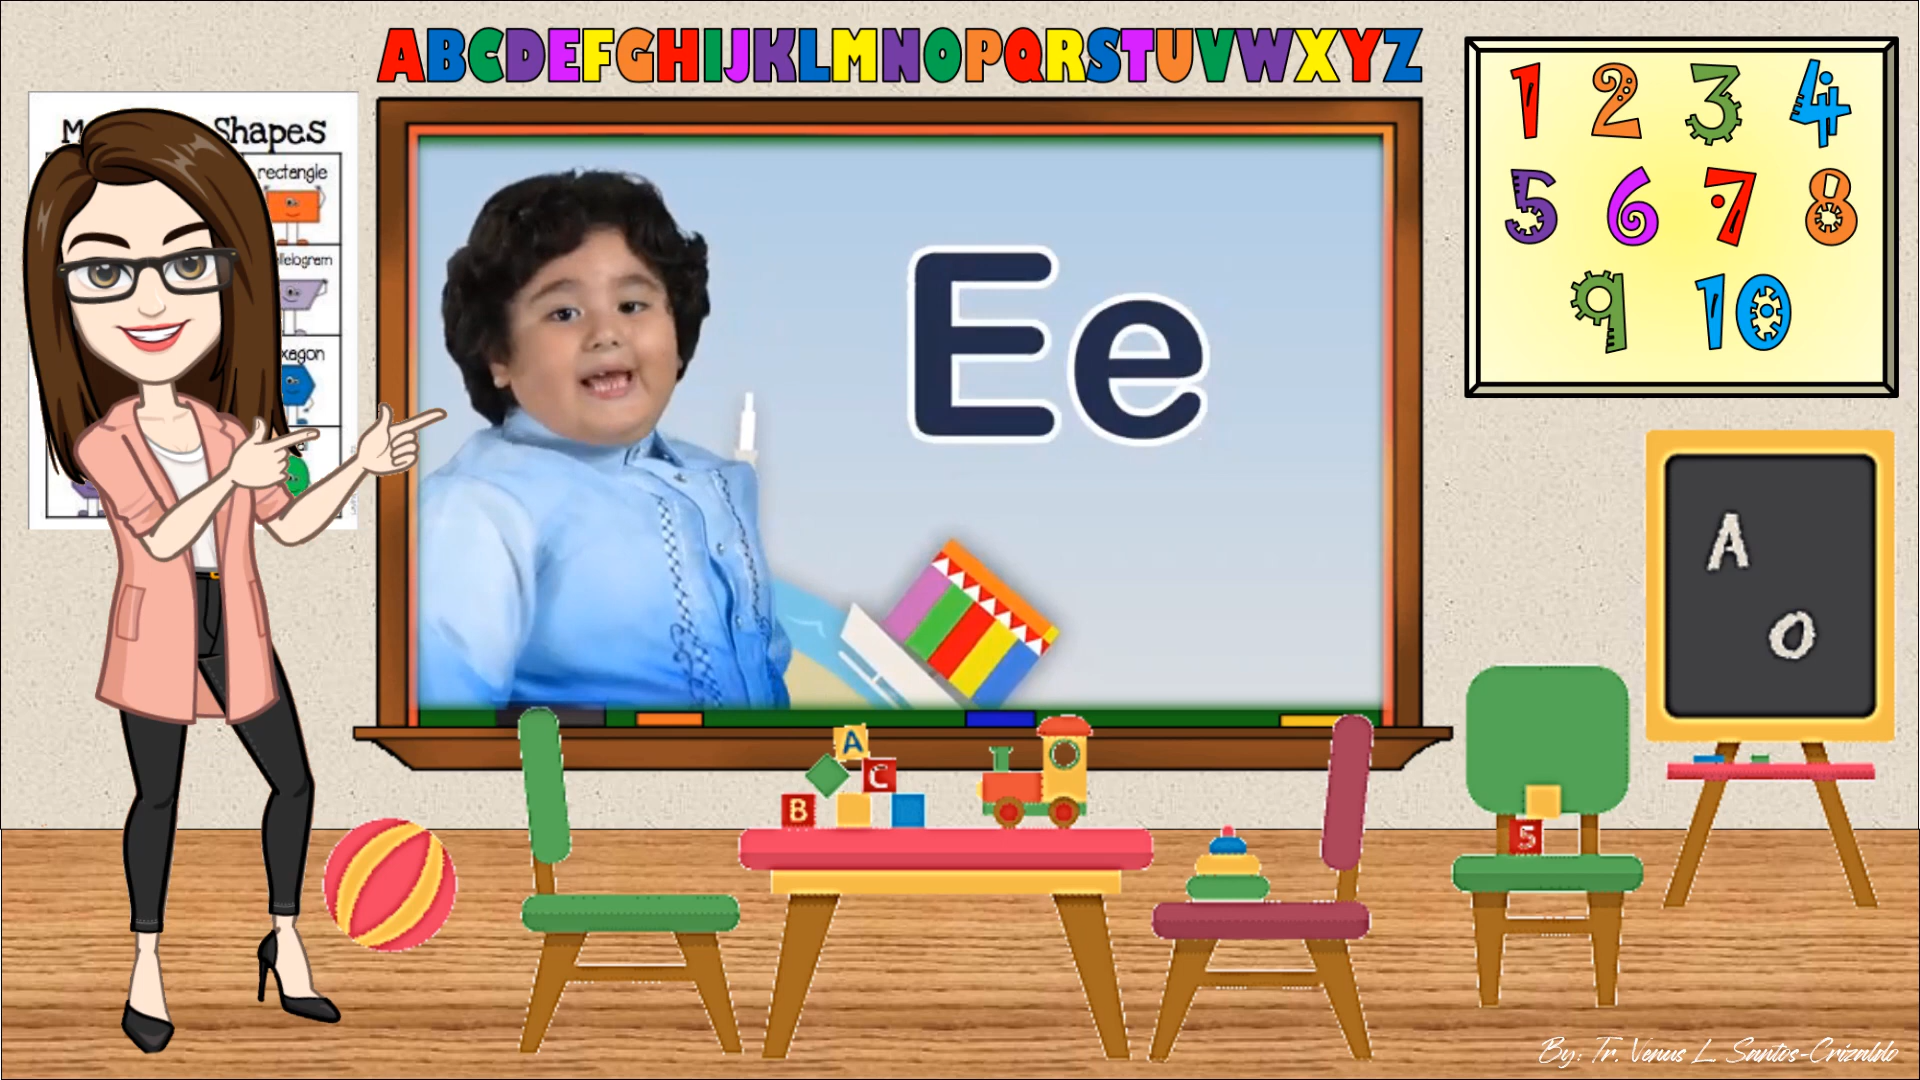 ABCDEFGHIJKLMNOPQRSTUVWXYZ
Shapes
rectangle
Ee
1 2 3 4
5 6 7 8
9 10
A
O
A
C
B
5
By: Tr. Venus L. Santos-Crizaldo